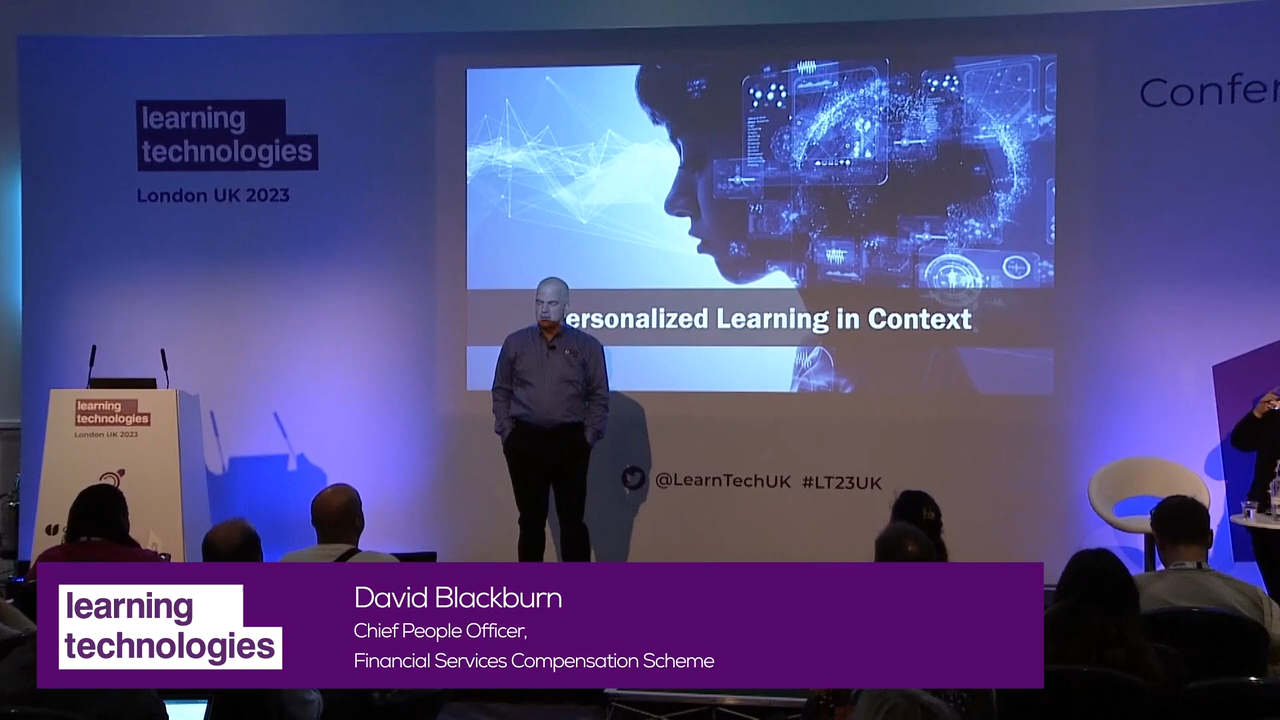 learning
technologies
London UK 2023
Confer
ersonalized Learning in Context
learning
technologies
London UK 2023
@LearnTechUK #LT23UK
learning
technologies
David Blackburn
Chief People Officer,
Financial Services Compensation Scheme